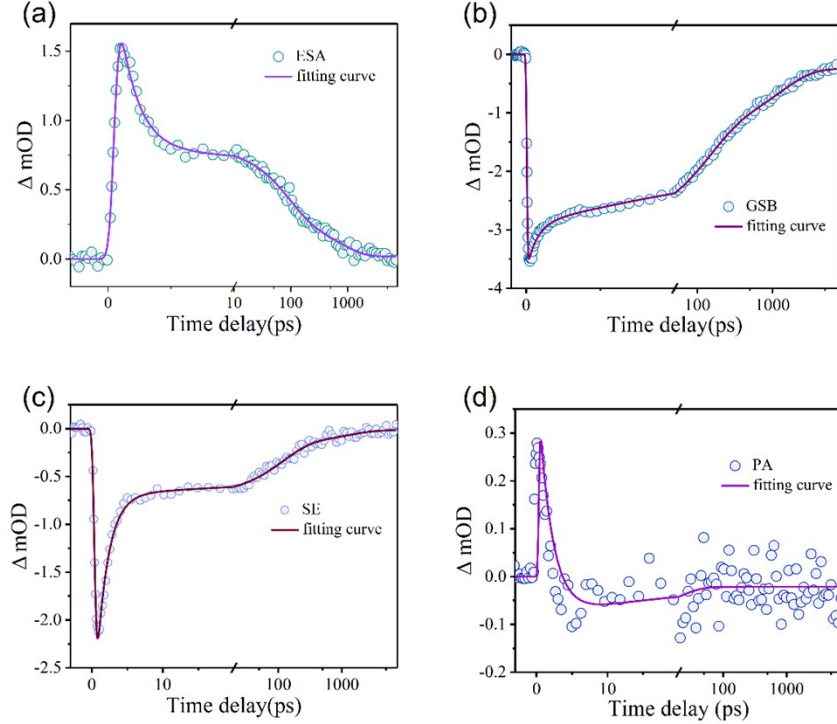 (a)
1.5
1.0
0.5
0.0
Δ mOD
ESA
fitting curve
0 10 100 1000
Time delay(ps)
(b)
0
-1
-2
-3
-4
Δ mOD
GSB
fitting curve
0 100 1000
Time delay(ps)
(c)
0.0
-0.5
-1.0
-1.5
-2.0
-2.5
Δ mOD
SE
fitting curve
0 10 100 1000
Time delay(ps)
(d)
0.3
0.2
0.1
0.0
-0.1
-0.2
Δ mOD
PA
fitting curve
0 10 100 1000
Time delay (ps)